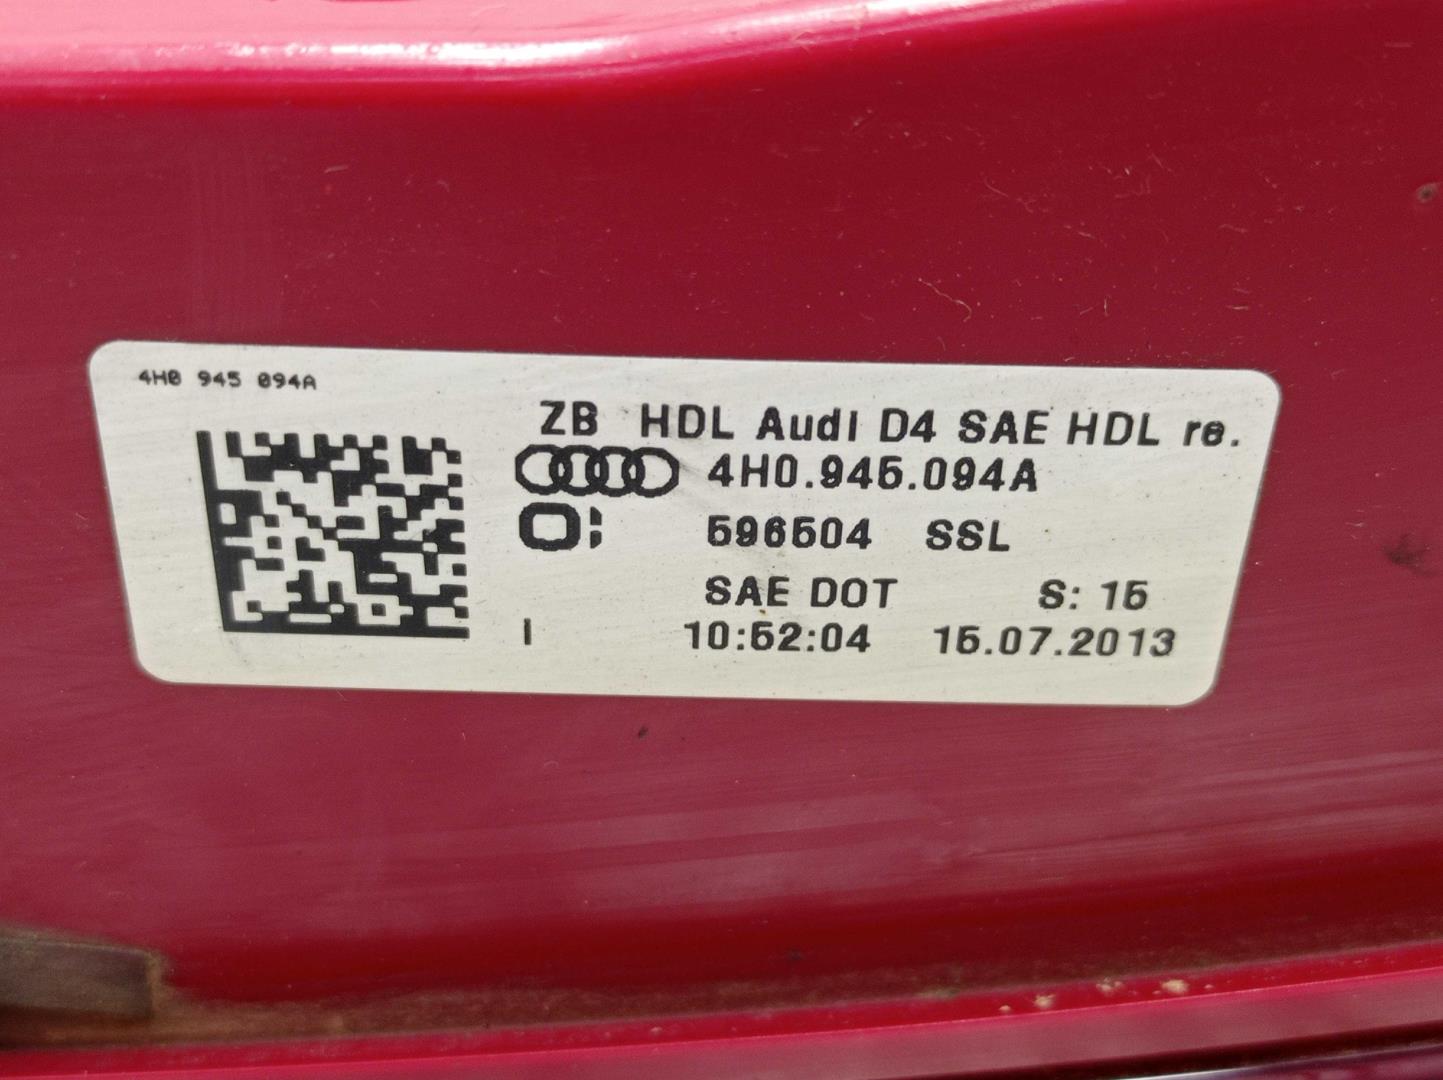 4H0 945 094A
ZB HDL Audi D4 SAE HDL re.
4H0.945.094A
O: 596504 SSL
SAE DOT S: 15
I 10:52:04 15.07.2013